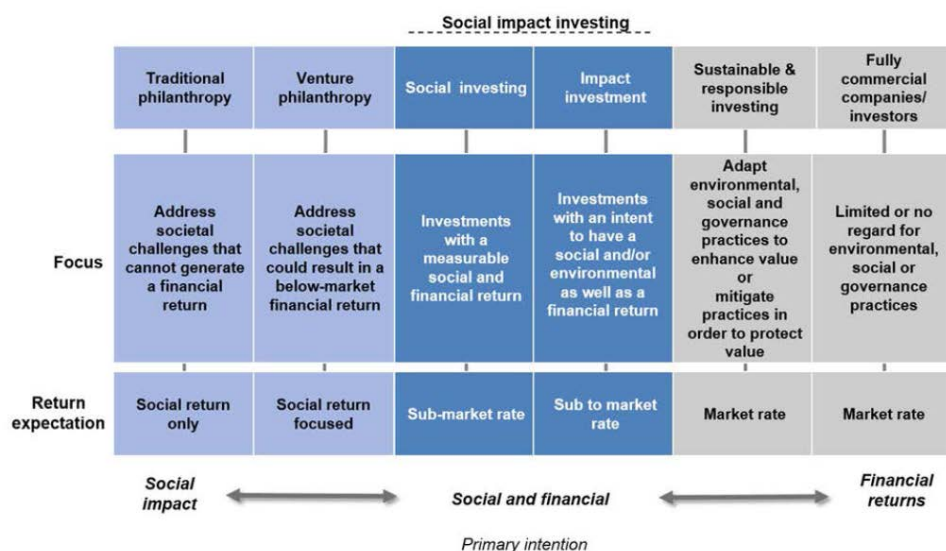 Social impact investing
Traditional
philanthropy
Venture
philanthropy
Social investing
Impact
investment
Sustainable &
responsible
investing
Fully
commercial
companies/
investors
Focus
Address
societal
challenges that
cannot generate
a financial
return
Address
societal
challenges that
could result in a
below-market
financial return
Investments
with a
measurable
social and
financial return
Investments
with an intent
to have a
social and/or
environmental
as well as a
financial return
Adapt
environmental,
social and
governance
practices to
enhance value
or
mitigate
practices in
order to protect
value
Limited or no
regard for
environmental,
social or
governance
practices
Return
expectation
Social return
only
Social return
focused
Sub-market rate
Sub to market
rate
Market rate
Market rate
Social
impact
Social and financial
Financial
returns
Primary intention